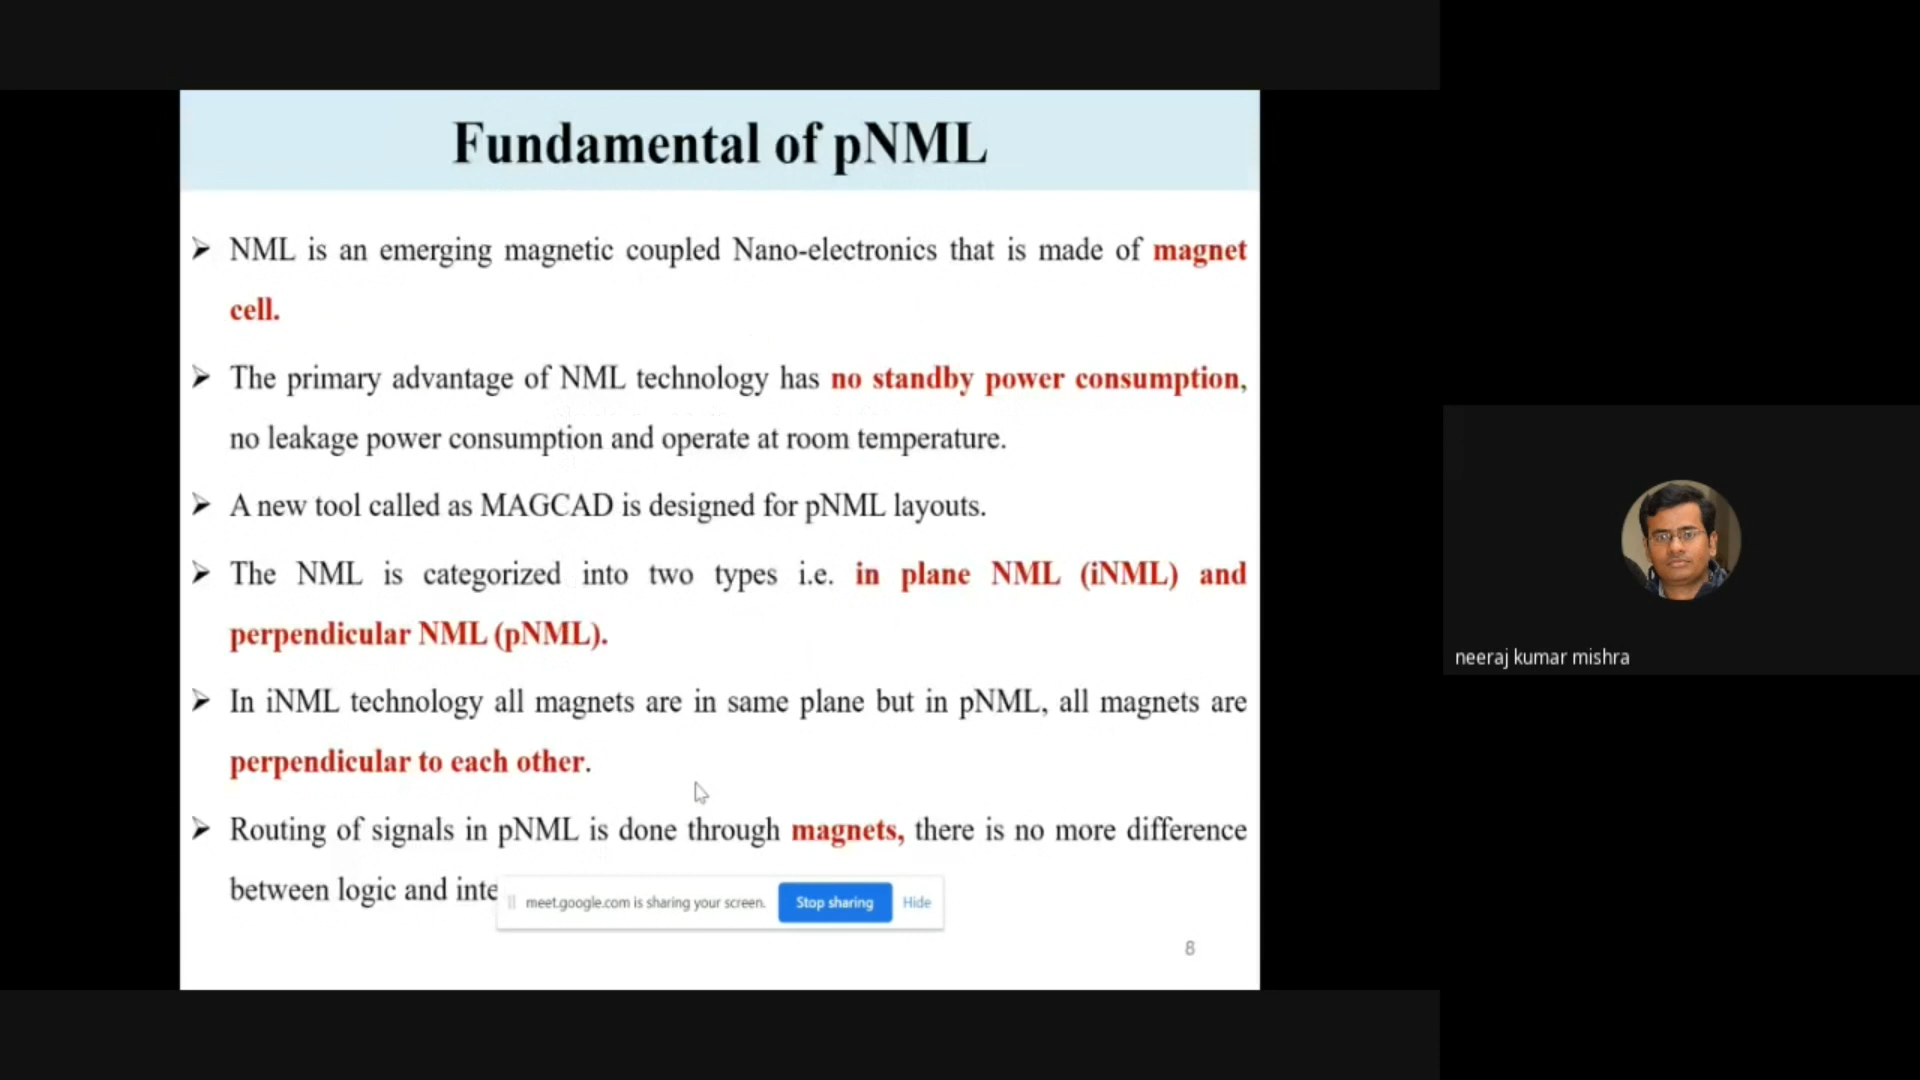 Fundamental of pNML
NML is an emerging magnetic coupled Nano-electronics that is made of magnet
cell.
The primary advantage of NML technology has no standby power consumption,
no leakage power consumption and operate at room temperature.
A new tool called as MAGCAD is designed for pNML layouts.
The NML is categorized into two types i.e. in plane NML (iNML) and
perpendicular NML (pNML).
In iNML technology all magnets are in same plane but in pNML, all magnets are
perpendicular to each other.
Routing of signals in pNML is done through magnets, there is no more difference
between logic and inte
meet.google.com is sharing your screen. Stop sharing Hide
8
neeraj kumar mishra